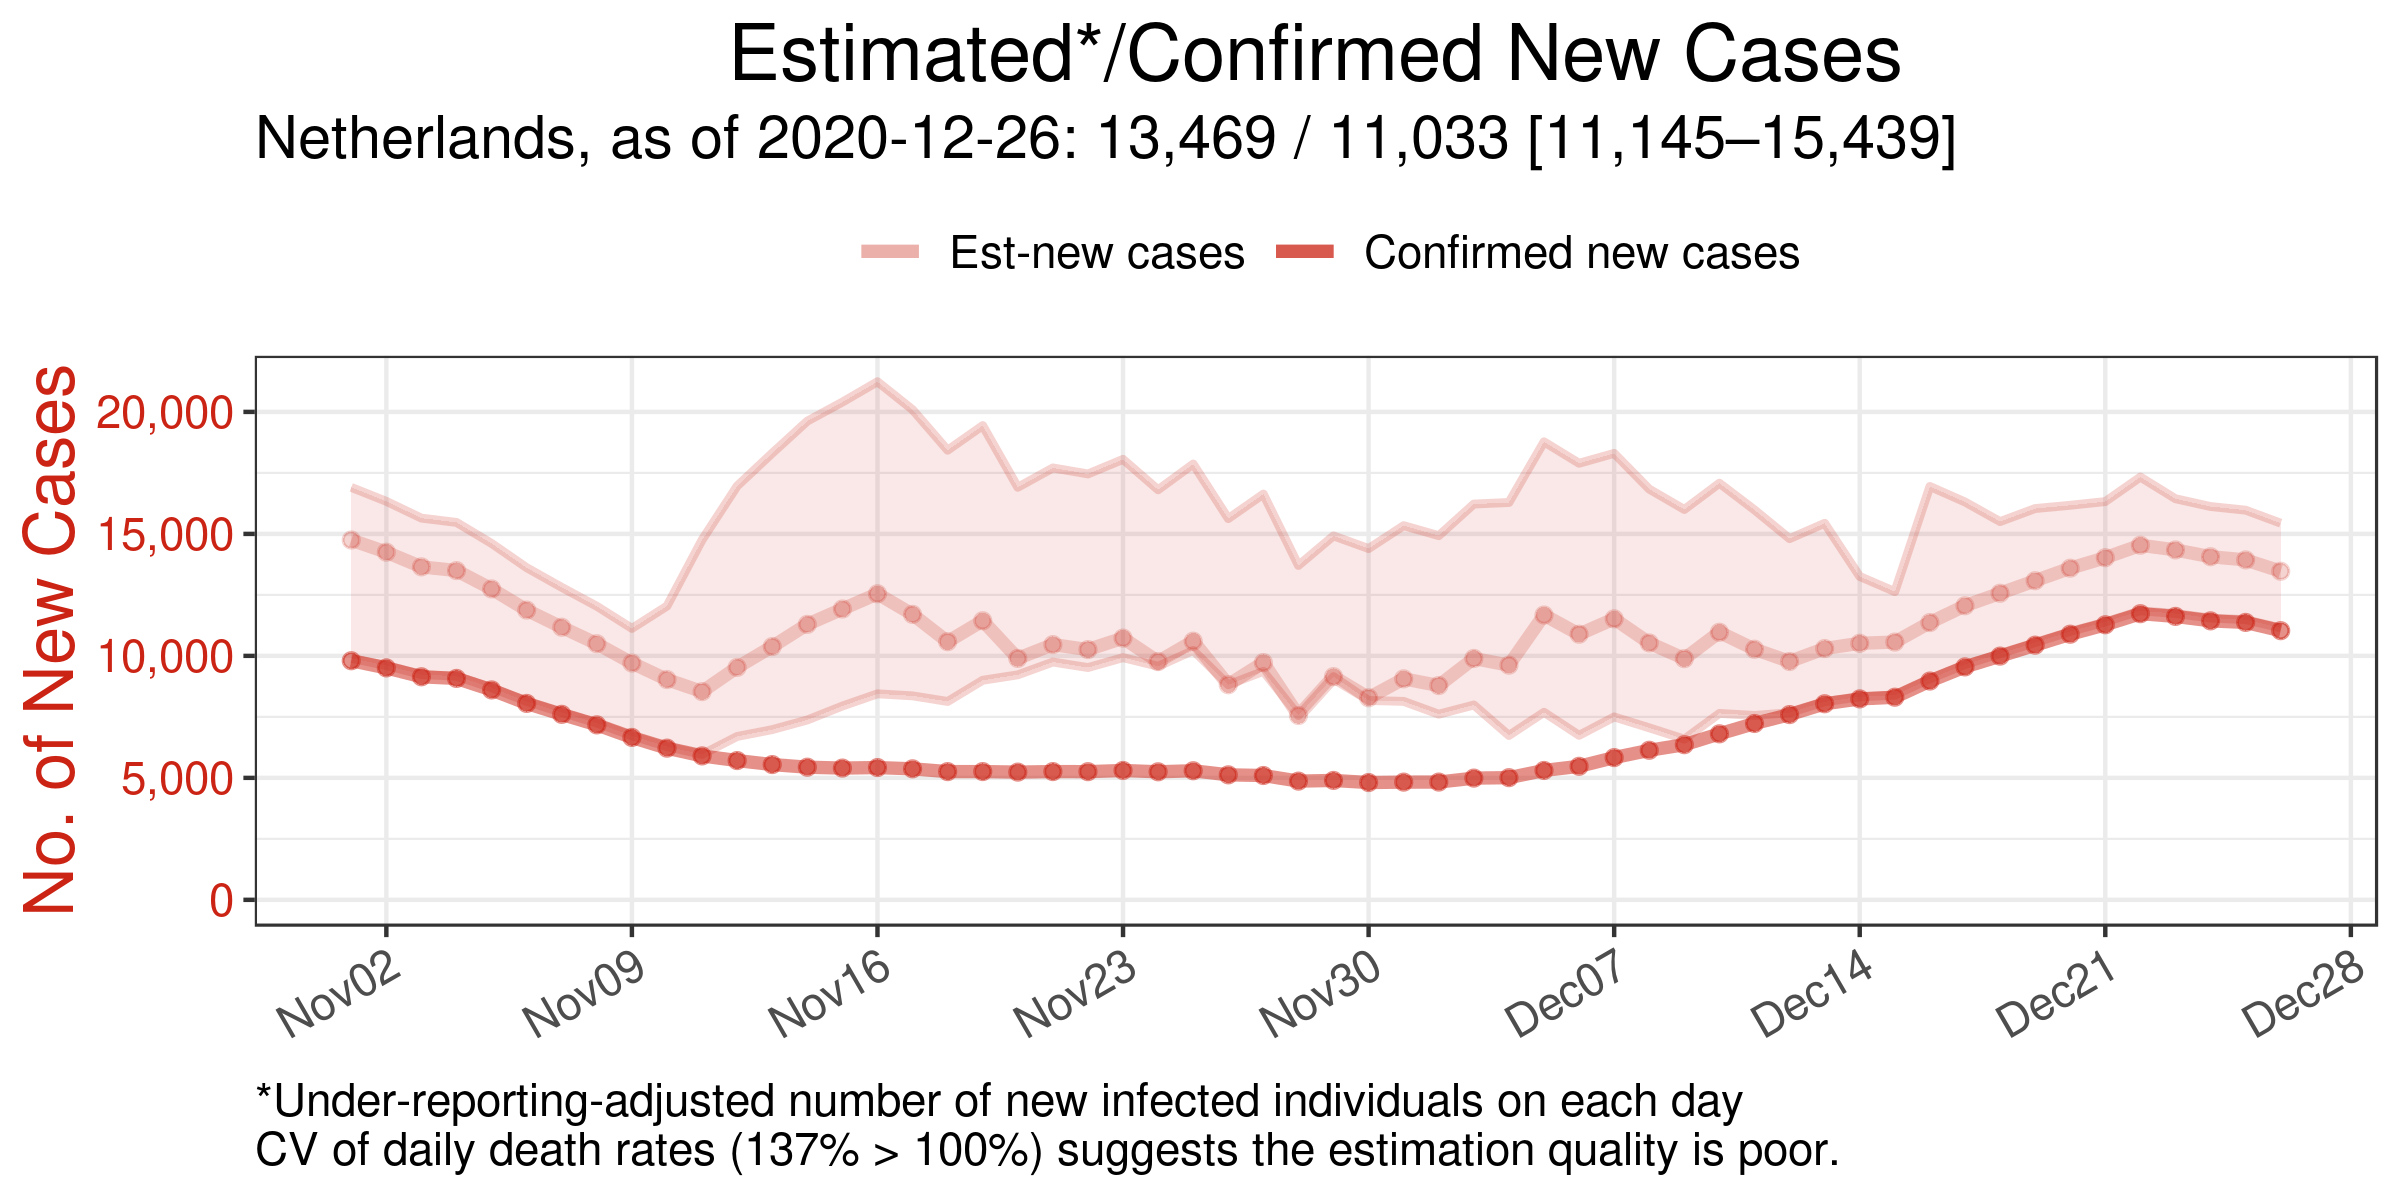 Estimated*/Confirmed New Cases
Netherlands, as of 2020-12-26: 13,469 / 11,033 [11,145–15,439]
Est-new cases
Confirmed new cases
No. of New Cases
20,000
15,000
10,000
5,000
0
Nov02
Nov09
Nov16
Nov23
Nov30
Dec07
Dec14
Dec21
Dec28
*Under-reporting-adjusted number of new infected individuals on each day
CV of daily death rates (137% > 100%) suggests the estimation quality is poor.